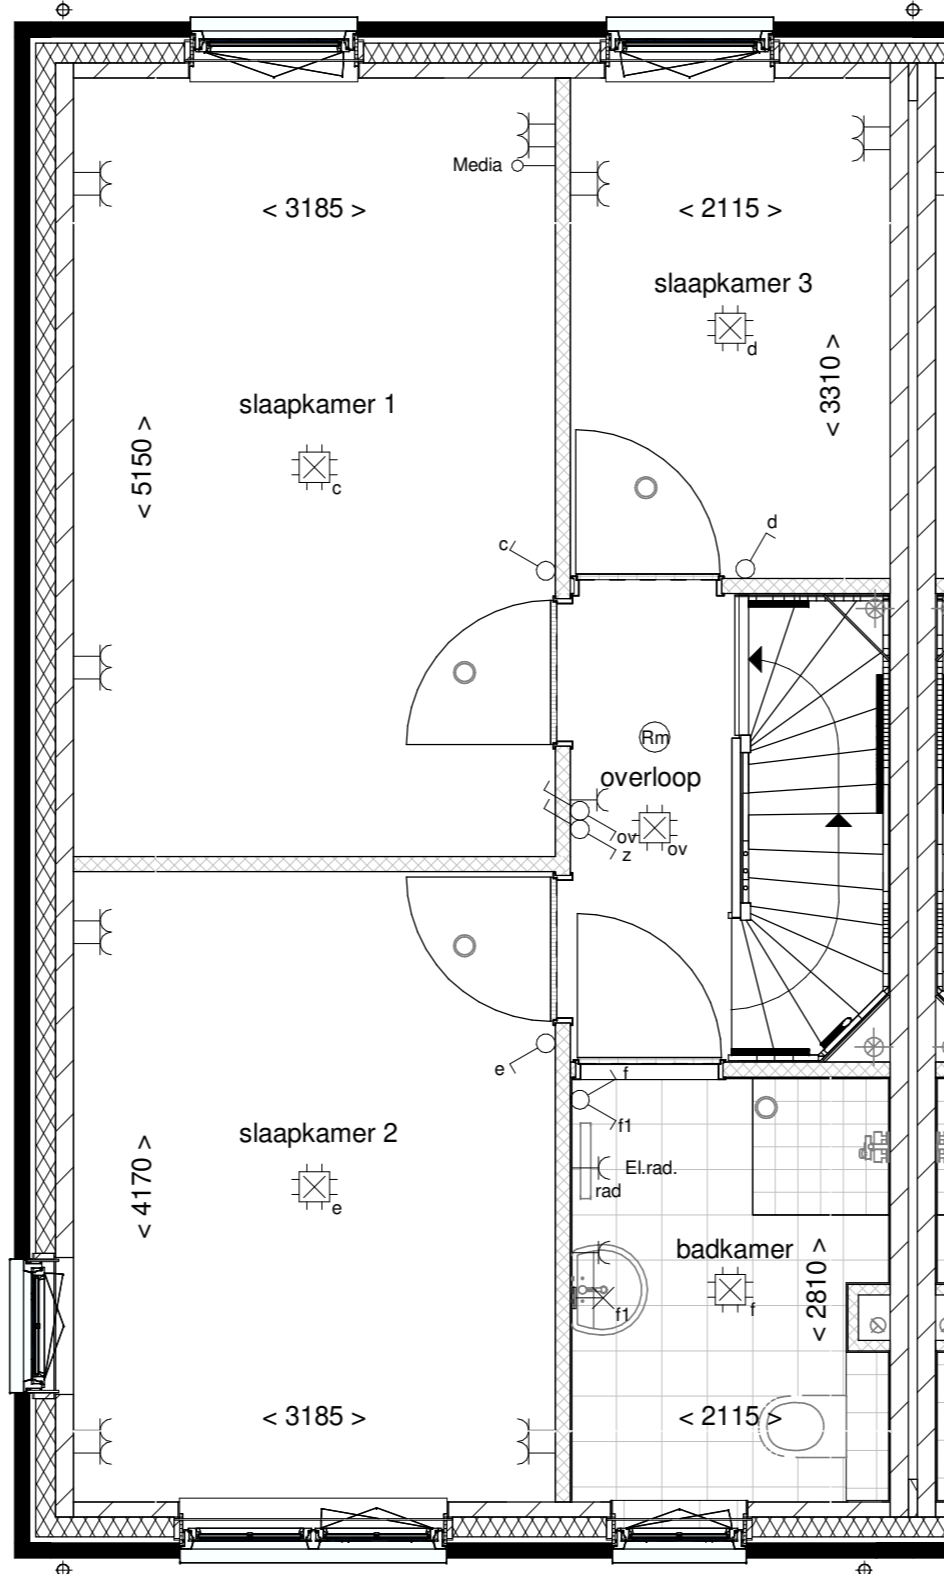 Media
< 3185 >
< 2115 >
slaapkamer 3
d
< 3310 >
slaapkamer 1
c
< 5150 >
c
d
Rm
overloop
ov
ov
z
e
f
f1
El.rad.
rad
slaapkamer 2
e
< 4170 >
badkamer
f
f1
< 2810 >
< 3185 >
< 2115 >